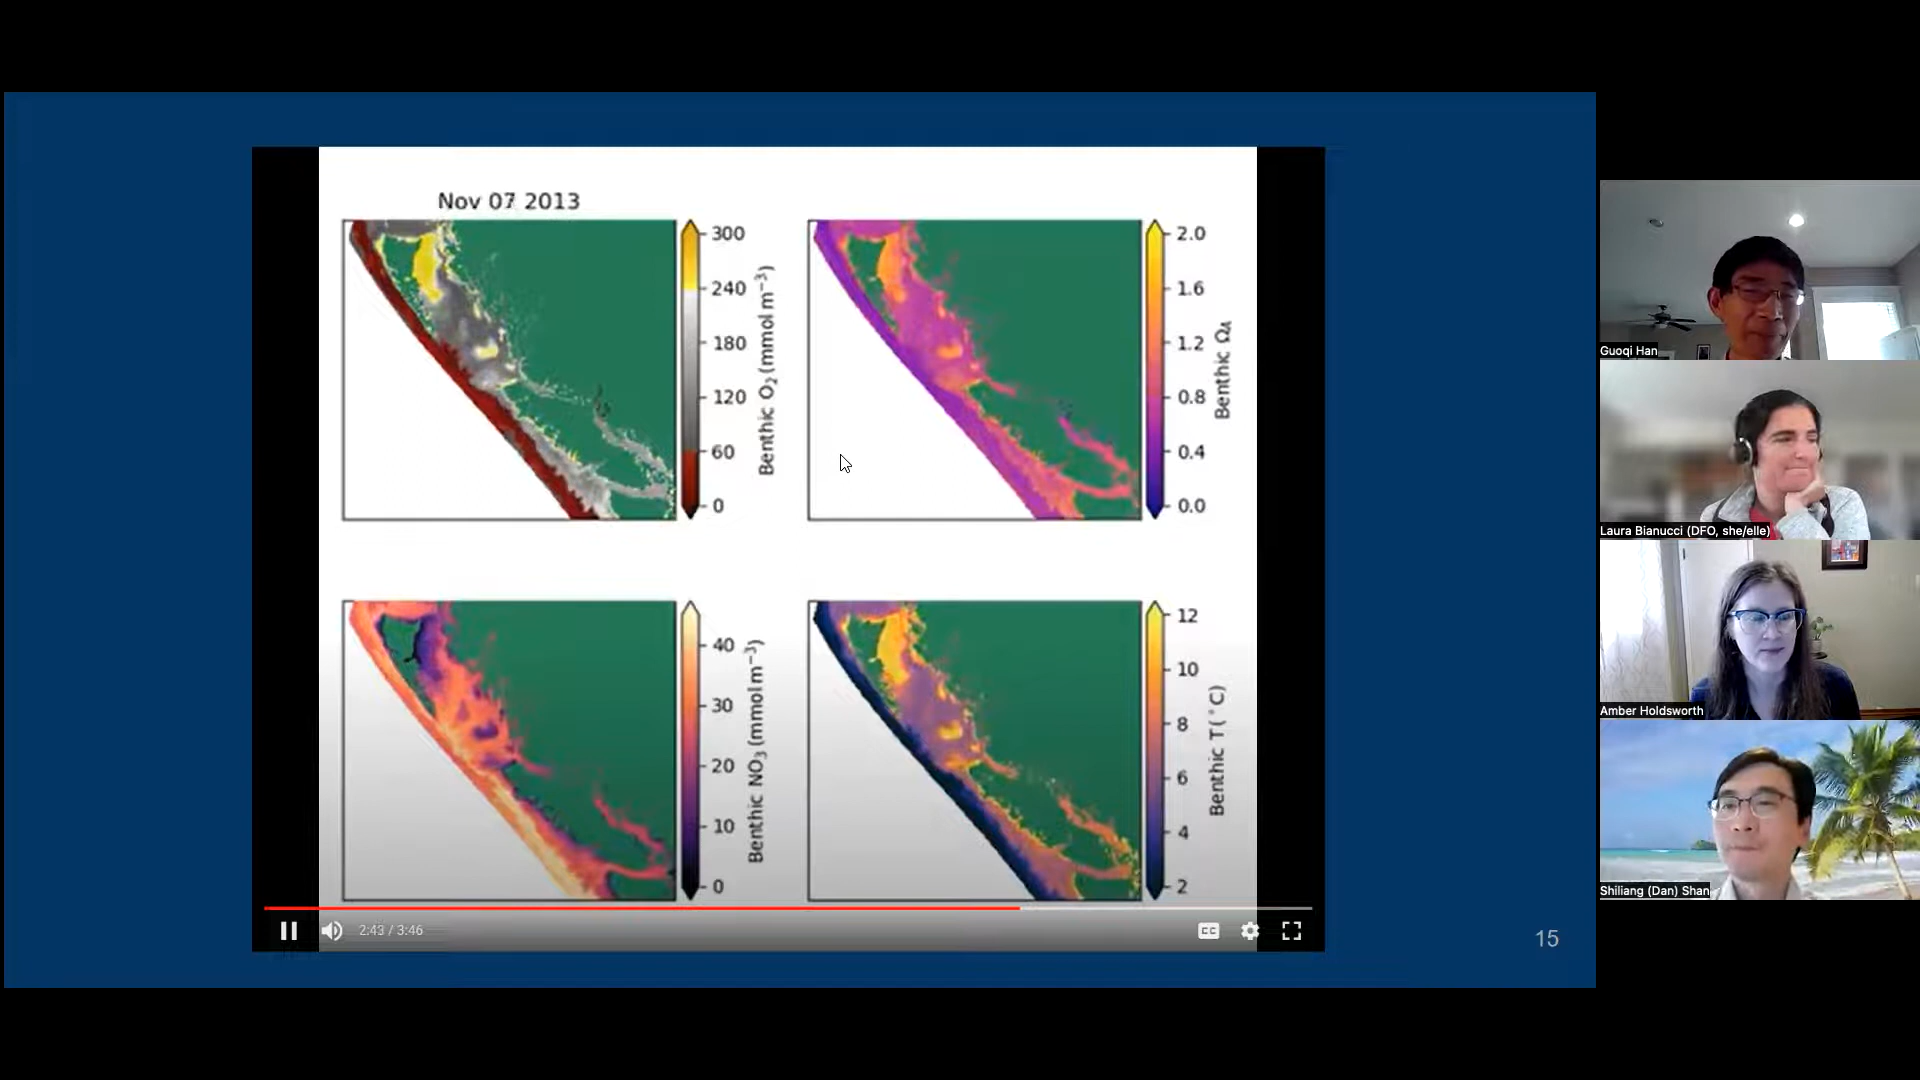 Nov 07 2013
300
240
180
120
60
0
Benthic O₂ (mmol m⁻³)
2.0
1.6
1.2
0.8
0.4
0.0
Benthic Ω_A
40
30
20
10
0
Benthic NO₃ (mmol m⁻³)
12
10
8
6
4
2
Benthic T (°C)
2:43 / 3:46
CC
15
Guoqi Han
Laura Bianucci (DFO, she/elle)
Amber Holdsworth
Shiliang (Dan) Shan